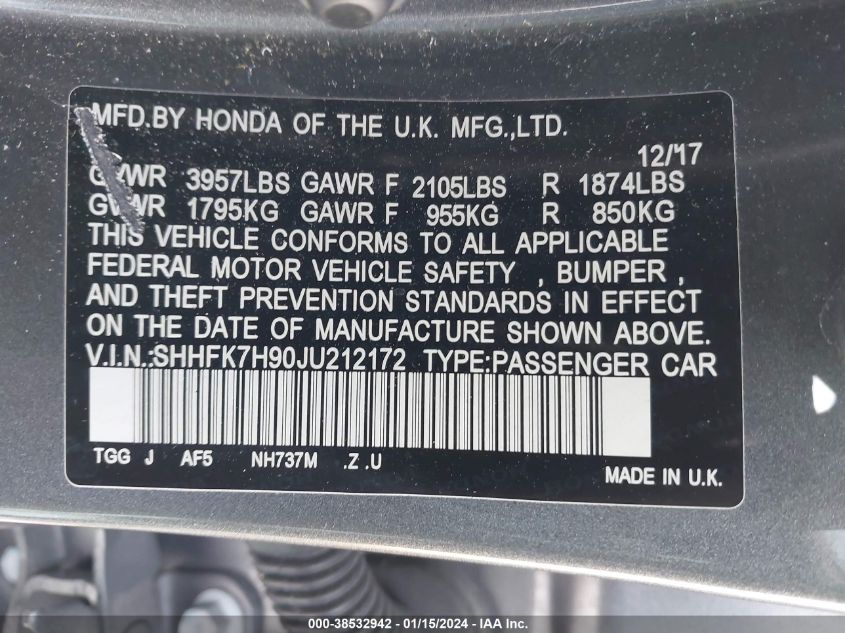 MFD.BY HONDA OF THE U.K. MFG.,LTD.
12/17
GVWR 3957LBS GAWR F 2105LBS R 1874LBS
GVWR 1795KG GAWR F 955KG R 850KG
THIS VEHICLE CONFORMS TO ALL APPLICABLE
FEDERAL MOTOR VEHICLE SAFETY , BUMPER ,
AND THEFT PREVENTION STANDARDS IN EFFECT
ON THE DATE OF MANUFACTURE SHOWN ABOVE.
V.I.N.:SHHFK7H90JU212172 TYPE:PASSENGER CAR
TGG J AF5 NH737M .Z .U
MADE IN U.K.
000-38532942 - 01/15/2024 - IAA Inc.